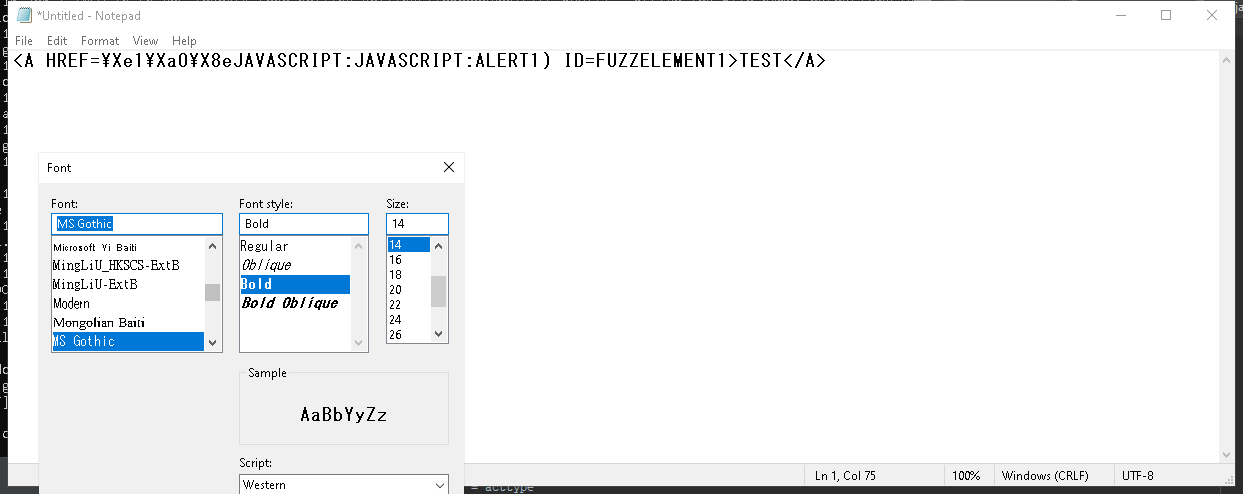 *Untitled - Notepad
File Edit Format View Help
<A HREF=¥Xe1¥Xa0¥X8eJAVASCRIPT:JAVASCRIPT:ALERT1) ID=FUZZELEMENT1>TEST</A>
Font
Font: Font style: Size:
MS Gothic Bold 14
Microsoft Yi Baiti Regular 14
MingLiU_HKSCS-ExtB Oblique 16
MingLiU-ExtB Bold 18
Modern Bold Oblique 20
Mongolian Baiti 22
MS Gothic 24
26
Sample
AaBbYyZz
Script:
Western
Ln 1, Col 75 100% Windows (CRLF) UTF-8
= acctype